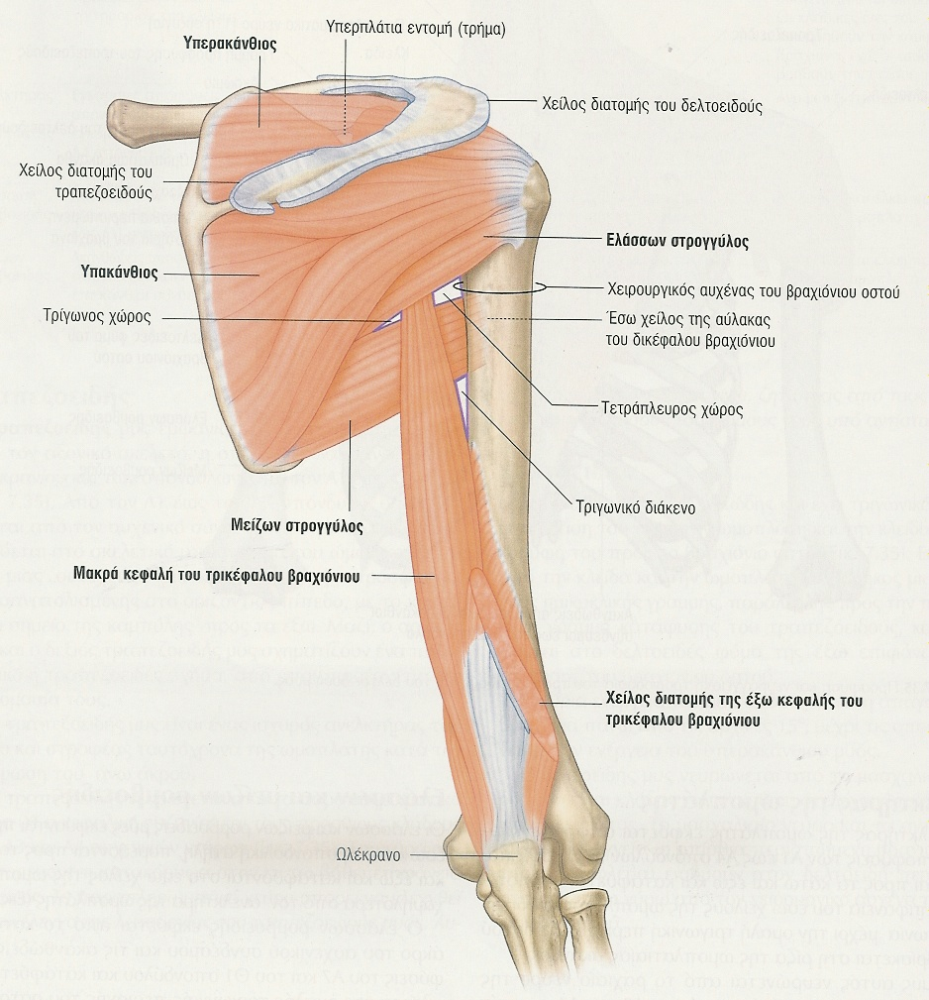 Υπερπλάτια εντομή (τρήμα)
Υπερακάνθιος
Χείλος διατομής του δελτοειδούς
Χείλος διατομής του
τραπεζοειδούς
Ελάσσων στρογγύλος
Υπακάνθιος
Χειρουργικός αυχένας του βραχιόνιου οστού
Τρίγωνος χώρος
Έσω χείλος της αύλακας
του δικέφαλου βραχιόνιου
Τετράπλευρος χώρος
Τριγωνικό διάκενο
Μείζων στρογγύλος
Μακρά κεφαλή του τρικέφαλου βραχιόνιου
Χείλος διατομής της έξω κεφαλής του
τρικέφαλου βραχιόνιου
Ωλέκρανο